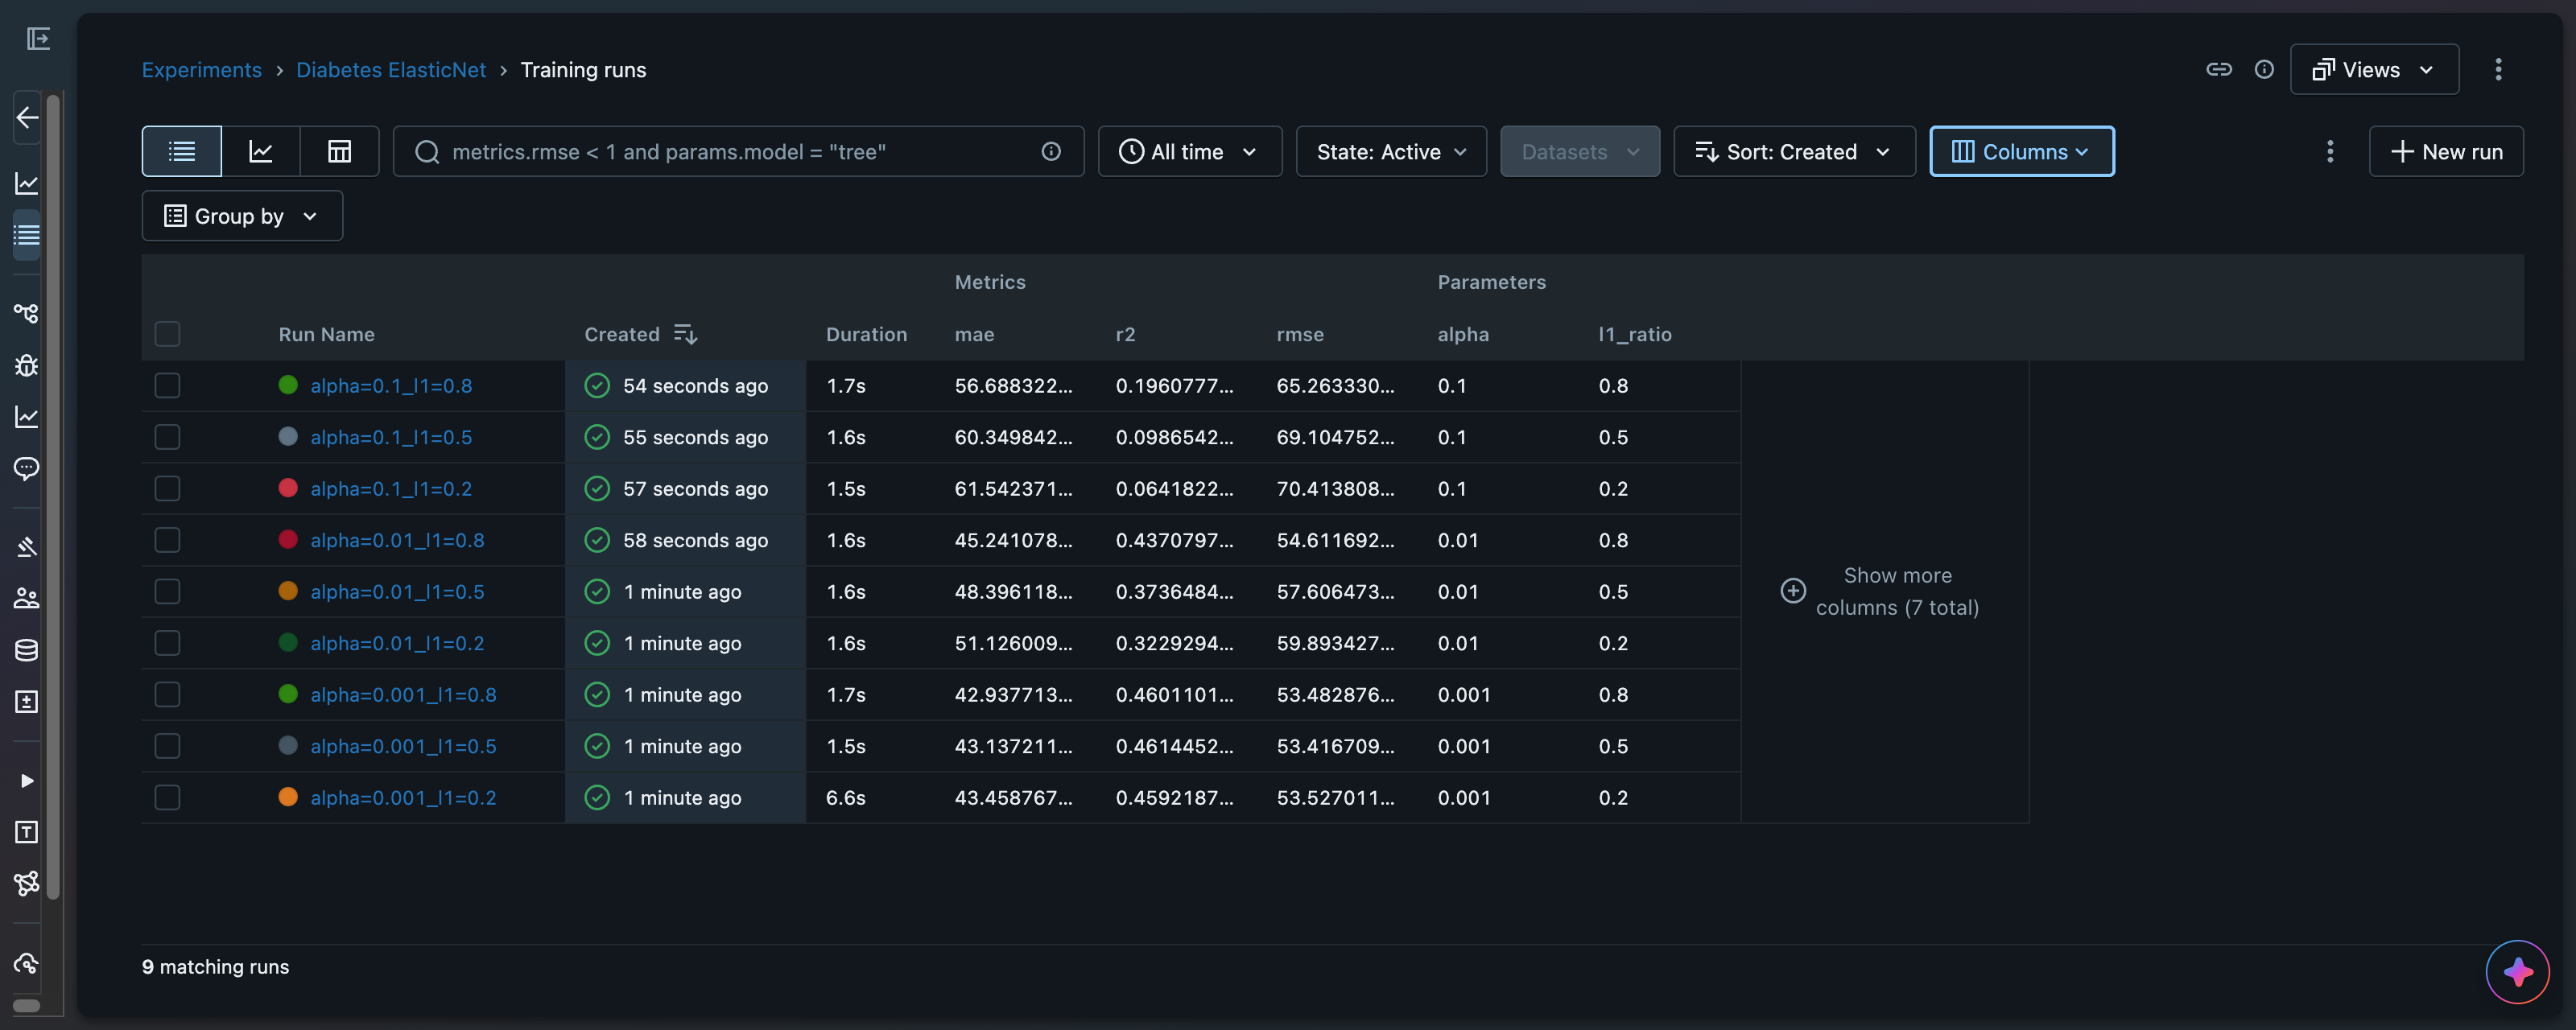 Experiments > Diabetes ElasticNet > Training runs
Views
metrics.rmse < 1 and params.model = "tree"
All time
State: Active
Datasets
Sort: Created
Columns
New run
Group by
Metrics Parameters
Run Name Created Duration mae r2 rmse alpha l1_ratio
alpha=0.1_l1=0.8 54 seconds ago 1.7s 56.688322... 0.1960777... 65.263330... 0.1 0.8
alpha=0.1_l1=0.5 55 seconds ago 1.6s 60.349842... 0.0986542... 69.104752... 0.1 0.5
alpha=0.1_l1=0.2 57 seconds ago 1.5s 61.542371... 0.0641822... 70.413808... 0.1 0.2
alpha=0.01_l1=0.8 58 seconds ago 1.6s 45.241078... 0.4370797... 54.611692... 0.01 0.8
alpha=0.01_l1=0.5 1 minute ago 1.6s 48.396118... 0.3736484... 57.606473... 0.01 0.5
alpha=0.01_l1=0.2 1 minute ago 1.6s 51.126009... 0.3229294... 59.893427... 0.01 0.2
alpha=0.001_l1=0.8 1 minute ago 1.7s 42.937713... 0.4601101... 53.482876... 0.001 0.8
alpha=0.001_l1=0.5 1 minute ago 1.5s 43.137211... 0.4614452... 53.416709... 0.001 0.5
alpha=0.001_l1=0.2 1 minute ago 6.6s 43.458767... 0.4592187... 53.527011... 0.001 0.2
Show more
columns (7 total)
9 matching runs